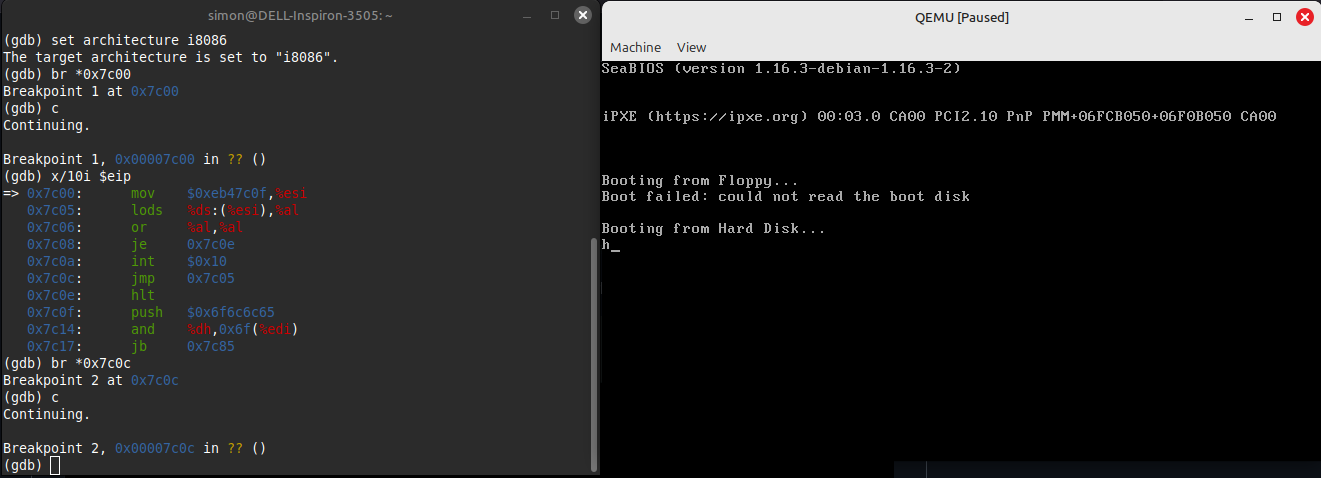 simon@DELL-Inspiron-3505: ~
(gdb) set architecture i8086
The target architecture is set to "i8086".
(gdb) br *0x7c00
Breakpoint 1 at 0x7c00
(gdb) c
Continuing.
Breakpoint 1, 0x00007c00 in ?? ()
(gdb) x/10i $eip
=> 0x7c00:      mov    $0xeb47c0f,%esi
   0x7c05:      lods   %ds:(%esi),%al
   0x7c06:      or     %al,%al
   0x7c08:      je     0x7c0e
   0x7c0a:      int    $0x10
   0x7c0c:      jmp    0x7c05
   0x7c0e:      hlt
   0x7c0f:      push   $0x6f6c6c65
   0x7c14:      and    %dh,0x6f(%edi)
   0x7c17:      jb     0x7c85
(gdb) br *0x7c0c
Breakpoint 2 at 0x7c0c
(gdb) c
Continuing.
Breakpoint 2, 0x00007c0c in ?? ()
(gdb)
QEMU [Paused]
Machine View
SeaBIOS (version 1.16.3-debian-1.16.3-2)
iPXE (https://ipxe.org) 00:03.0 CA00 PCI2.10 PnP PMM+06FCB050+06F0B050 CA00
Booting from Floppy...
Boot failed: could not read the boot disk
Booting from Hard Disk...
h_